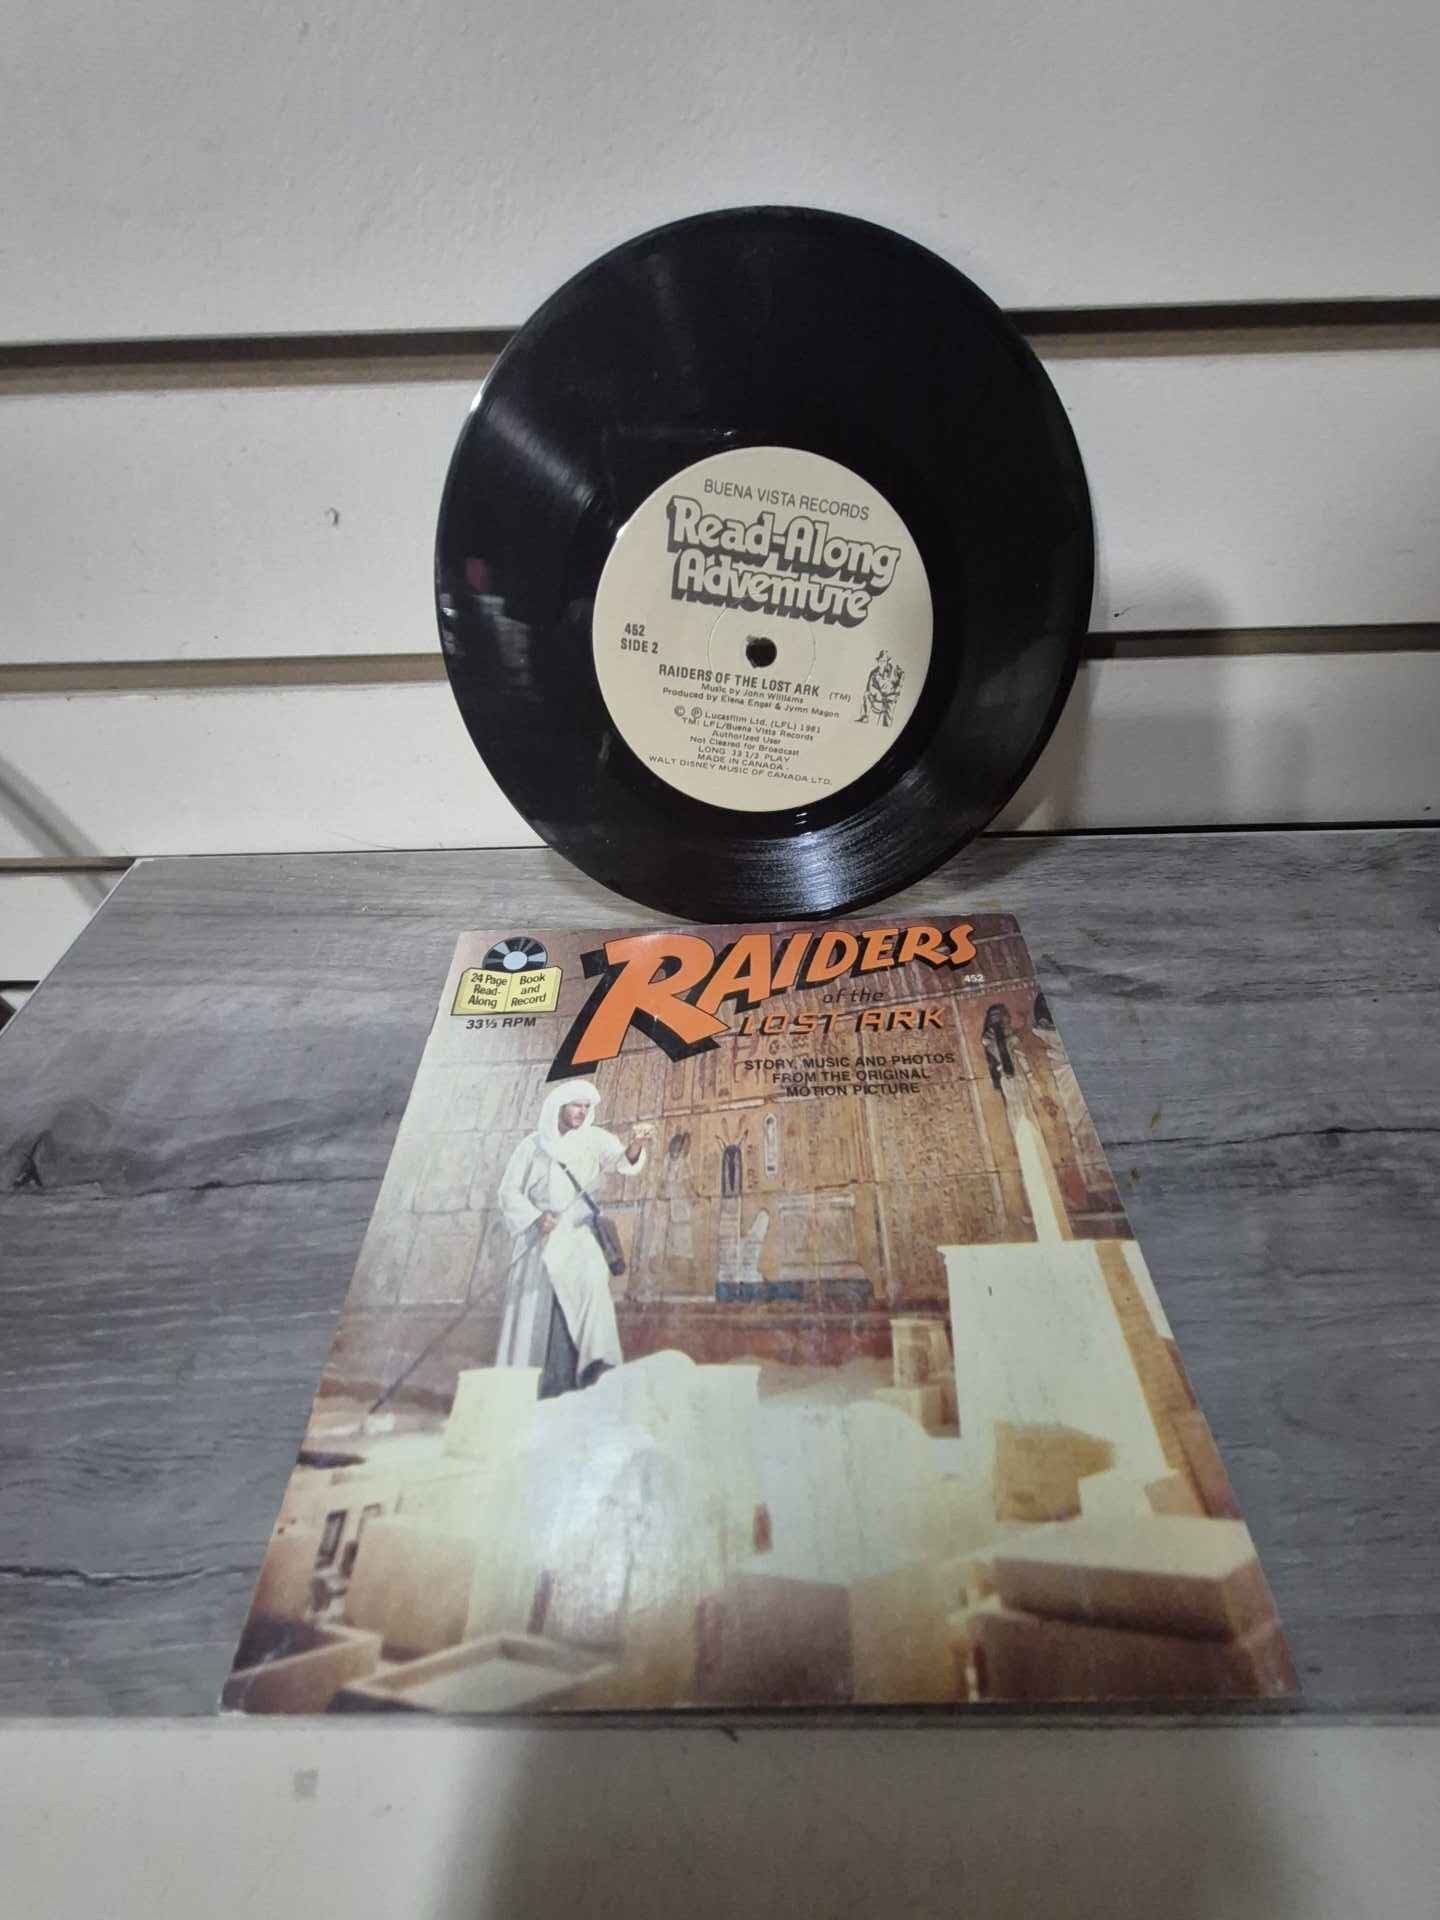 BUENA VISTA RECORDS
Read-Along
Adventure
452
SIDE 2
RAIDERS OF THE LOST ARK (TM)
Music by John Williams
Produced by Elena Engel & Jymn Magon
© ℗ Lucasfilm Ltd. (LFL) 1981
TM: LFL/Buena Vista Records
Authorized User
Not Cleared for Broadcast
LONG 33 1/3 PLAY
MADE IN CANADA -
WALT DISNEY MUSIC OF CANADA LTD.
24 Page
Read-
Along
Book
and
Record
33⅓ RPM
RAIDERS
of the
LOST ARK
452
STORY, MUSIC AND PHOTOS
FROM THE ORIGINAL
MOTION PICTURE